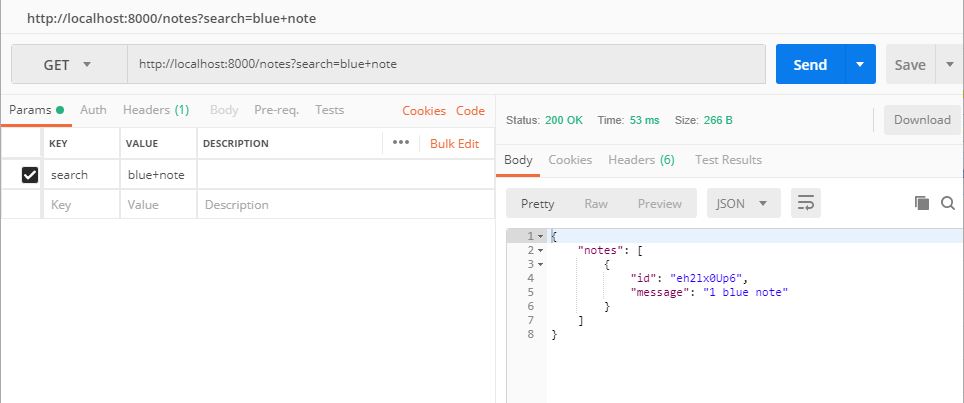 http://localhost:8000/notes?search=blue+note
GET http://localhost:8000/notes?search=blue+note Send Save
Params Auth Headers (1) Body Pre-req. Tests Cookies Code
KEY VALUE DESCRIPTION ••• Bulk Edit
search blue+note
Key Value Description
Status: 200 OK Time: 53 ms Size: 266 B Download
Body Cookies Headers (6) Test Results
Pretty Raw Preview JSON
1 {
2 "notes": [
3 {
4 "id": "eh2lx0Up6",
5 "message": "1 blue note"
6 }
7 ]
8 }